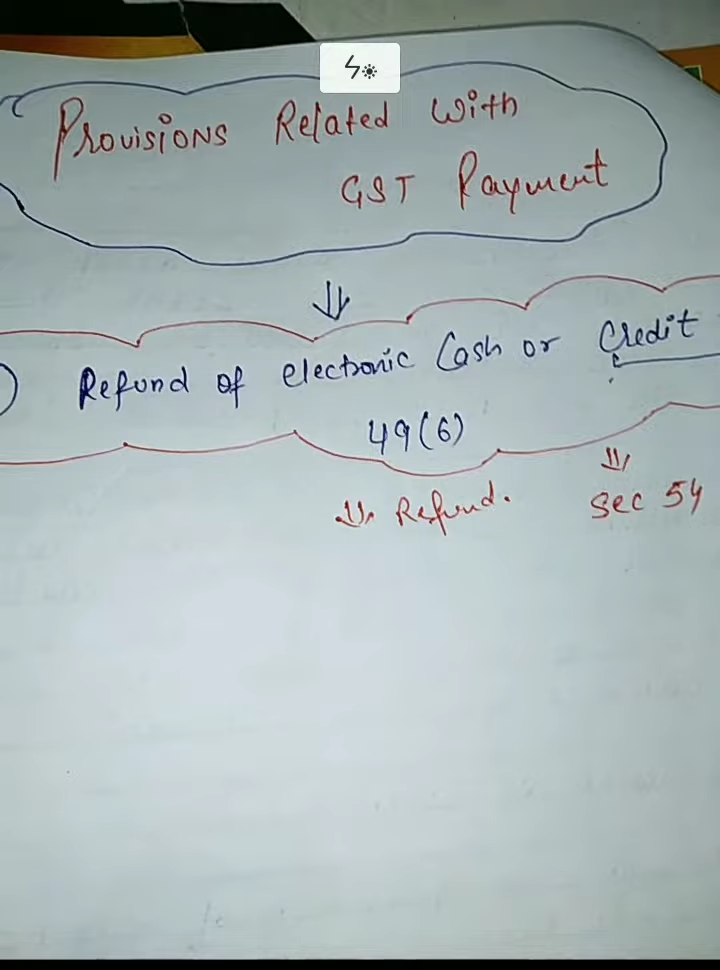 Provisions Related with
GST Payment
Refund of electronic Cash or Credit
49(6)
Refund.
Sec 54